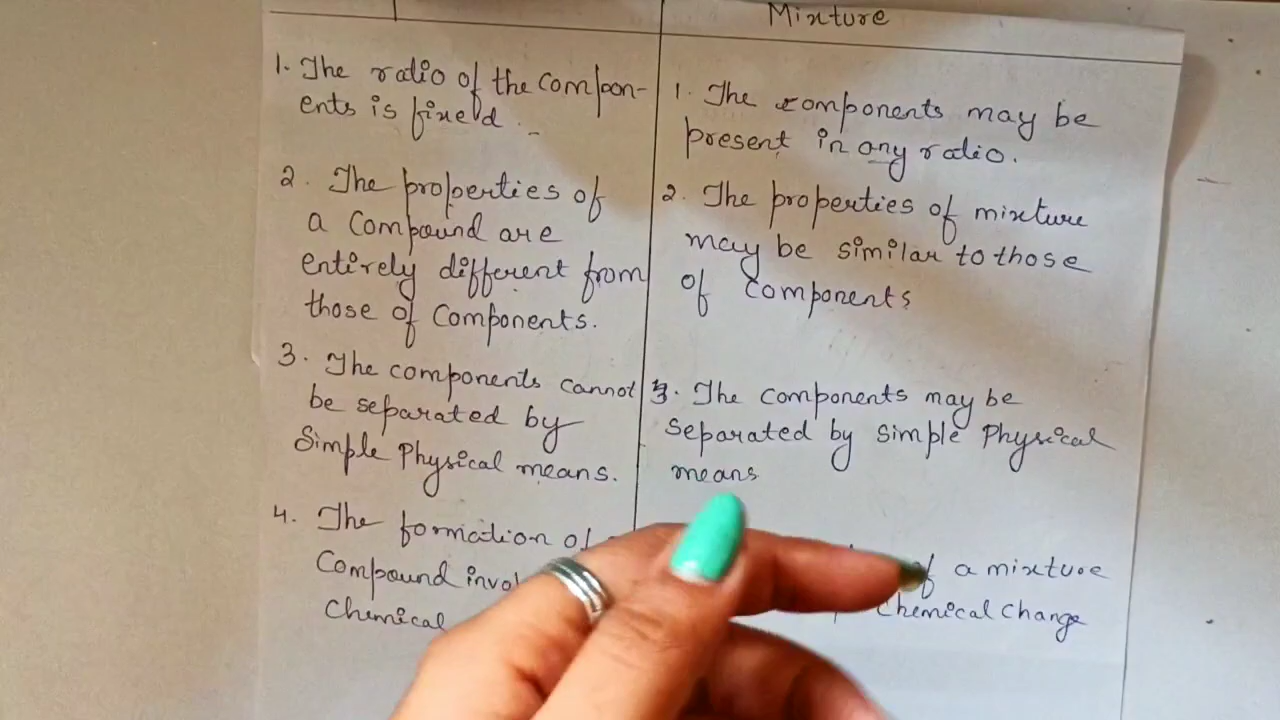 Mixture
1. The ratio of the compon-
ents is fixeld.
2. The properties of
a Compound are
entirely different from
those of Components.
3. The components cannot
be separated by
Simple Physical means.
4. The formation of
Compound
Chemical
1. The components may be
present in any ratio.
2. The properties of mixture
may be similar to those
of components
3. The components may be
separated by simple Physical
means
of a mixture
Chemical change